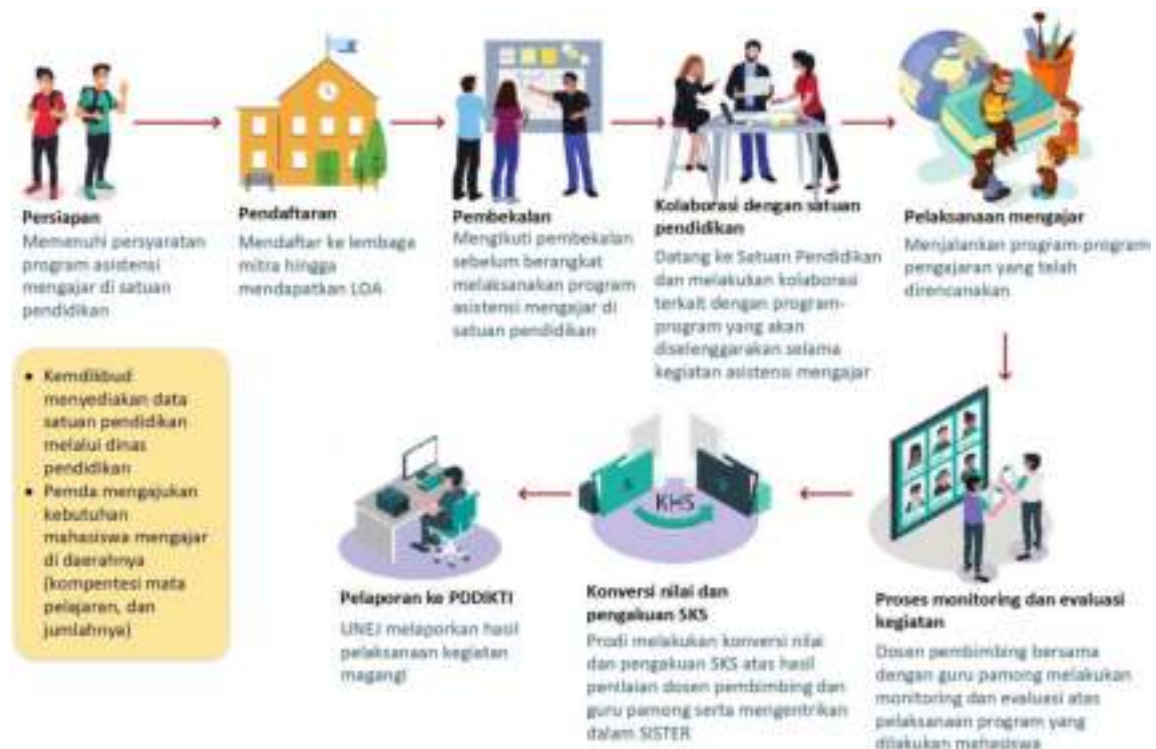 Persiapan
Memenuhi persyaratan
program asistensi
mengajar di satuan
pendidikan
Pendaftaran
Mendaftar ke lembaga
mitra hingga
mendapatkan LOA
Pembekalan
Mengikuti pembekalan
sebelum berangkat
melaksanakan program
asistensi mengajar di
satuan pendidikan
Kolaborasi dengan satuan
pendidikan
Datang ke Satuan Pendidikan
dan melakukan kolaborasi
terkait dengan program-
program yang akan
diselenggarakan selama
kegiatan asistensi mengajar
Pelaksanaan mengajar
Menjalankan program-program
pengajaran yang telah
direncanakan
• Kemdikbud
menyediakan data
satuan pendidikan
melalui dinas
pendidikan
• Pemda mengajukan
kebutuhan
mahasiswa mengajar
di daerahnya
(kompentesi mata
pelajaran, dan
jumlahnya)
Proses monitoring dan evaluasi
kegiatan
Dosen pembimbing bersama
dengan guru pamong melakukan
monitoring dan evaluasi atas
pelaksanaan program yang
dilakukan mahasiswa
KHS
Konversi nilai dan
pengakuan SKS
Prodi melakukan konversi nilai
dan pengakuan SKS atas hasil
penilaian dosen pembimbing dan
guru pamong serta mengentrikan
dalam SISTER
Pelaporan ke PDDIKTI
UNEJ melaporkan hasil
pelaksanaan kegiatan
magangl